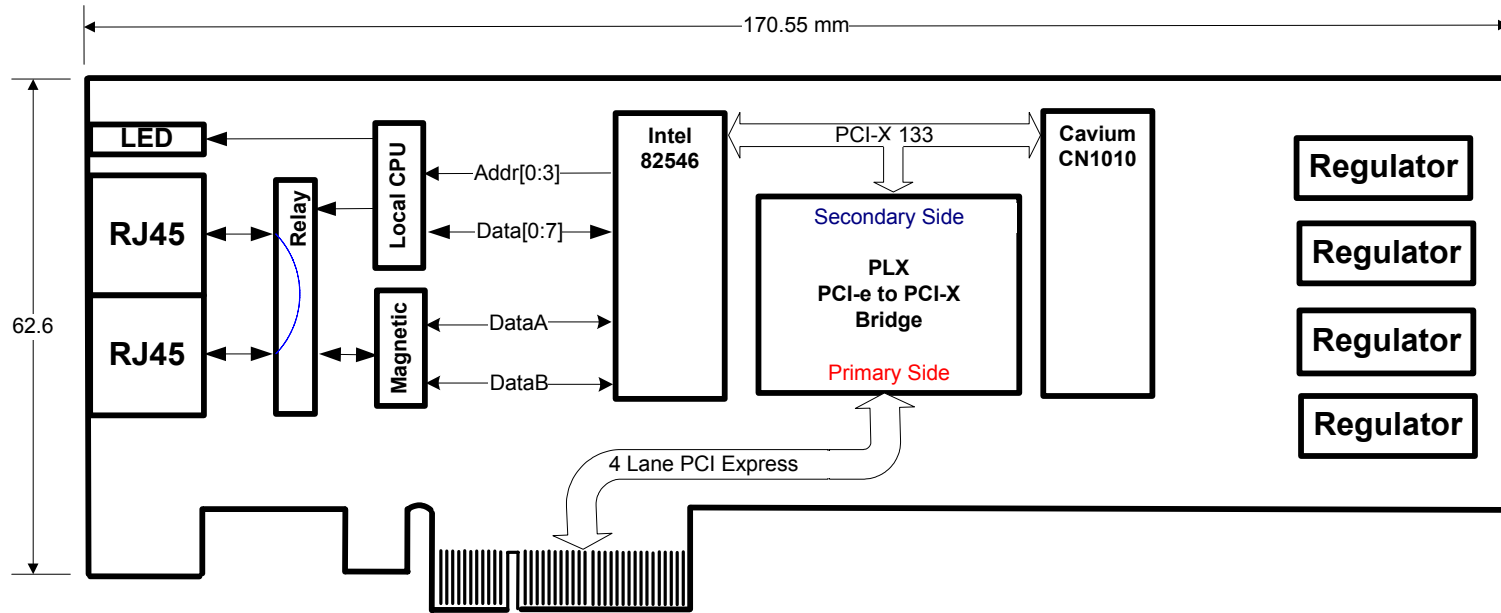 170.55 mm
62.6
LED
RJ45
RJ45
Relay
Local CPU
Magnetic
Addr[0:3]
Data[0:7]
DataA
DataB
Intel
82546
PCI-X 133
Secondary Side
PLX
PCI-e to PCI-X
Bridge
Primary Side
4 Lane PCI Express
Cavium
CN1010
Regulator
Regulator
Regulator
Regulator